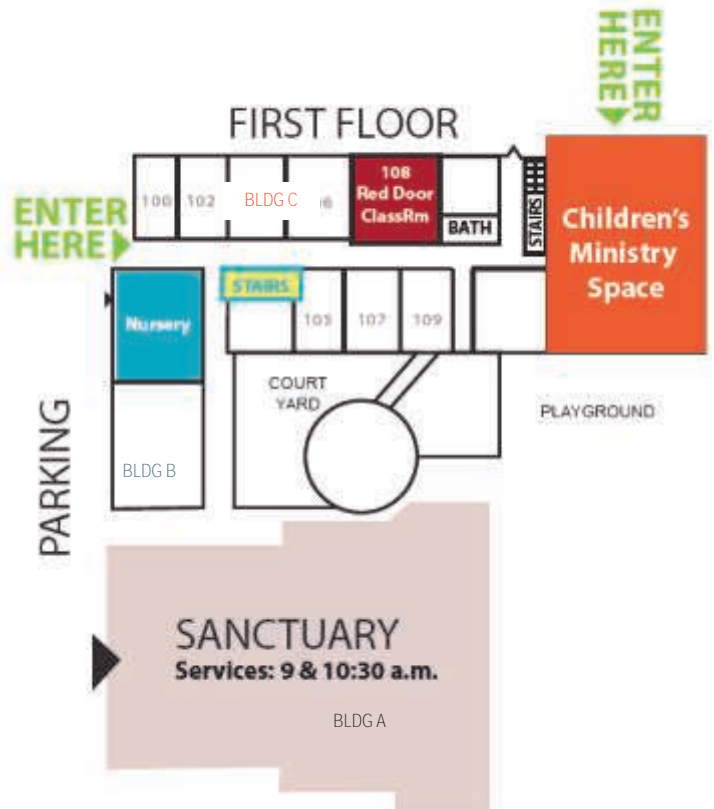 ENTER
HERE
FIRST FLOOR
100
102
BLDG C
108
Red Door
ClassRm
BATH
STAIRS
Children's
Ministry
Space
ENTER
HERE
STAIRS
Nursery
105
107
109
COURT
YARD
PLAYGROUND
BLDG B
PARKING
SANCTUARY
Services: 9 & 10:30 a.m.
BLDG A